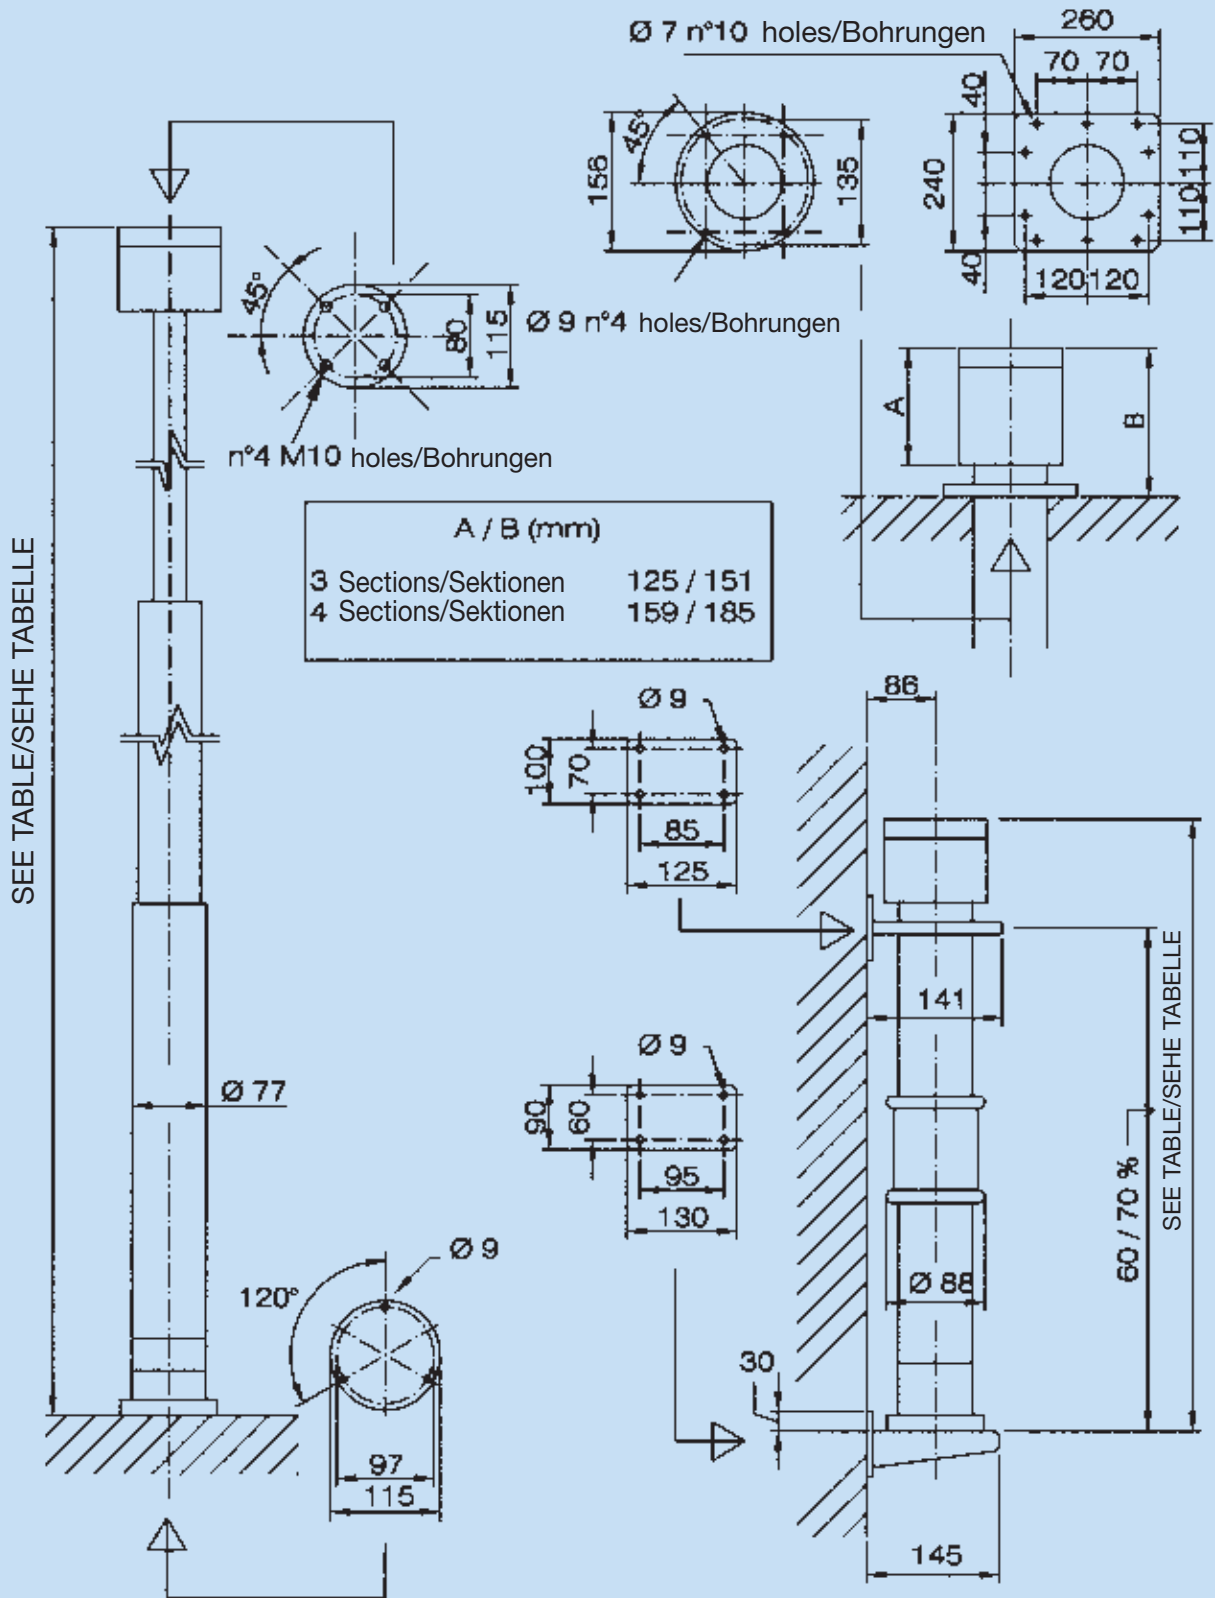 Ø 7 n°10 holes/Bohrungen
260
70 70
40
45°
156
135
240
110
110
40
120 120
45°
80
115
Ø 9 n°4 holes/Bohrungen
n°4 M10 holes/Bohrungen
A
B
A / B (mm)
3 Sections/Sektionen 125 / 151
4 Sections/Sektionen 159 / 185
SEE TABLE/SEHE TABELLE
86
Ø 9
100
70
85
125
141
Ø 9
90
60
95
130
Ø 77
SEE TABLE/SEHE TABELLE
60 / 70 %
Ø 88
Ø 9
120°
30
97
115
145